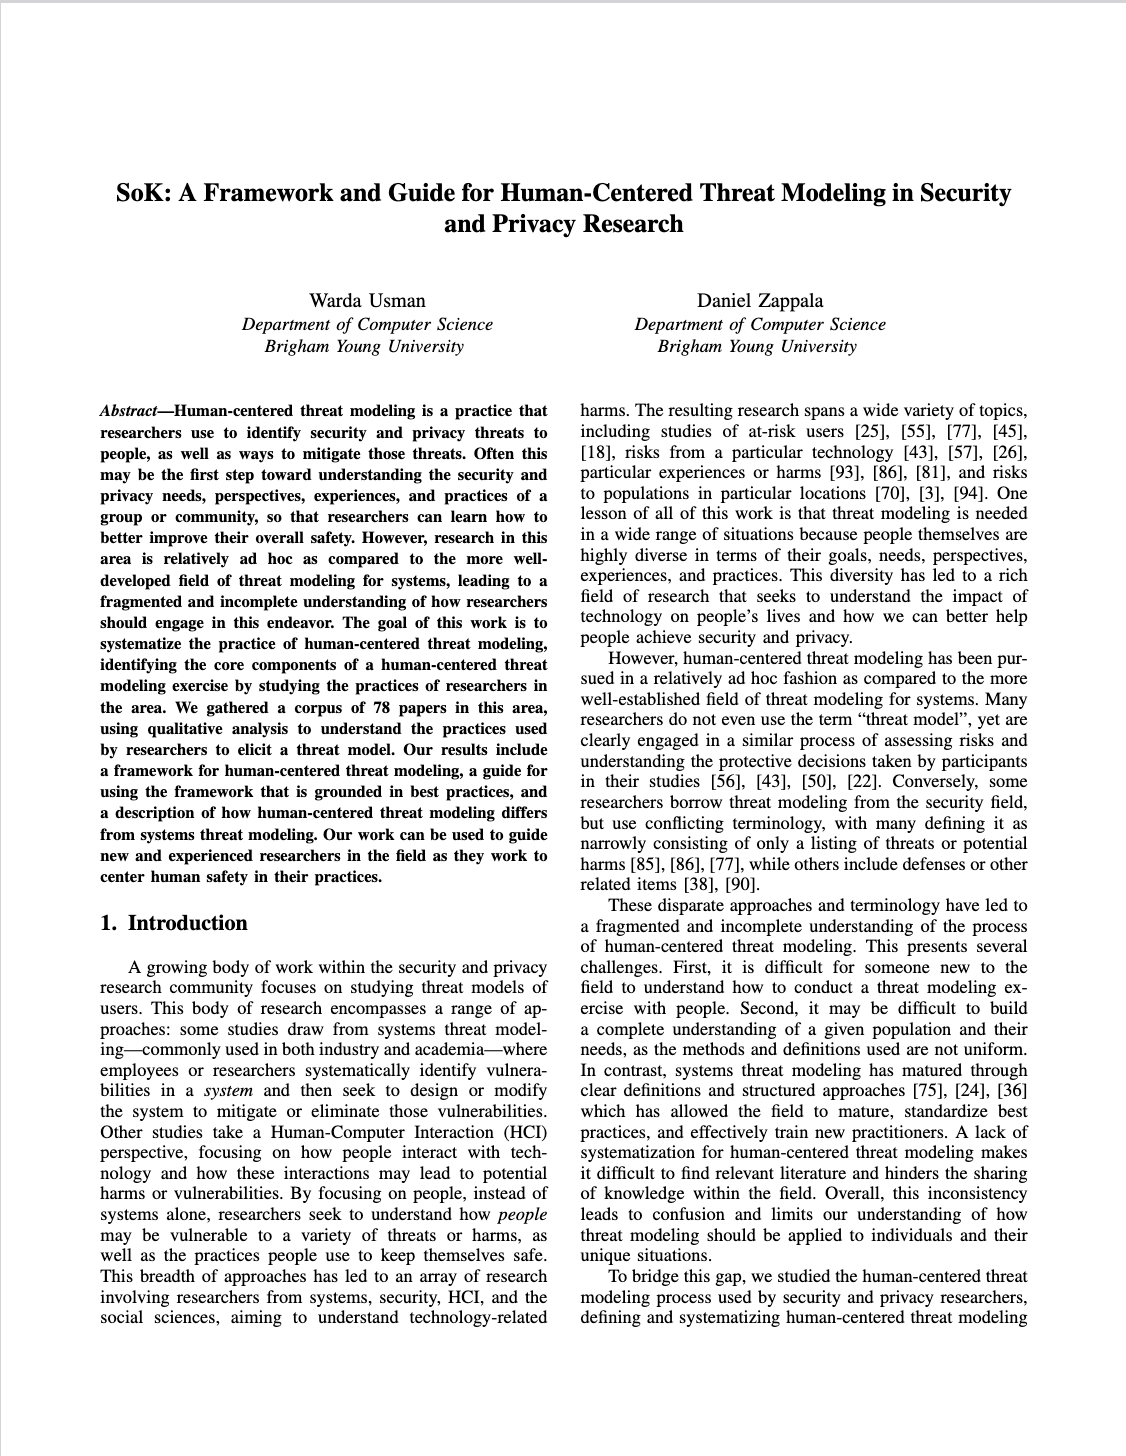 SoK: A Framework and Guide for Human-Centered Threat Modeling in Security
and Privacy Research
Warda Usman
Department of Computer Science
Brigham Young University
Daniel Zappala
Department of Computer Science
Brigham Young University
Abstract—Human-centered threat modeling is a practice that
researchers use to identify security and privacy threats to
people, as well as ways to mitigate those threats. Often this
may be the first step toward understanding the security and
privacy needs, perspectives, experiences, and practices of a
group or community, so that researchers can learn how to
better improve their overall safety. However, research in this
area is relatively ad hoc as compared to the more well-
developed field of threat modeling for systems, leading to a
fragmented and incomplete understanding of how researchers
should engage in this endeavor. The goal of this work is to
systematize the practice of human-centered threat modeling,
identifying the core components of a human-centered threat
modeling exercise by studying the practices of researchers in
the area. We gathered a corpus of 78 papers in this area,
using qualitative analysis to understand the practices used
by researchers to elicit a threat model. Our results include
a framework for human-centered threat modeling, a guide for
using the framework that is grounded in best practices, and
a description of how human-centered threat modeling differs
from systems threat modeling. Our work can be used to guide
new and experienced researchers in the field as they work to
center human safety in their practices.
1. Introduction
A growing body of work within the security and privacy
research community focuses on studying threat models of
users. This body of research encompasses a range of ap-
proaches: some studies draw from systems threat model-
ing—commonly used in both industry and academia—where
employees or researchers systematically identify vulnera-
bilities in a system and then seek to design or modify
the system to mitigate or eliminate those vulnerabilities.
Other studies take a Human-Computer Interaction (HCI)
perspective, focusing on how people interact with tech-
nology and how these interactions may lead to potential
harms or vulnerabilities. By focusing on people, instead of
systems alone, researchers seek to understand how people
may be vulnerable to a variety of threats or harms, as
well as the practices people use to keep themselves safe.
This breadth of approaches has led to an array of research
involving researchers from systems, security, HCI, and the
social sciences, aiming to understand technology-related
harms. The resulting research spans a wide variety of topics,
including studies of at-risk users [25], [55], [77], [45],
[18], risks from a particular technology [43], [57], [26],
particular experiences or harms [93], [86], [81], and risks
to populations in particular locations [70], [3], [94]. One
lesson of all of this work is that threat modeling is needed
in a wide range of situations because people themselves are
highly diverse in terms of their goals, needs, perspectives,
experiences, and practices. This diversity has led to a rich
field of research that seeks to understand the impact of
technology on people's lives and how we can better help
people achieve security and privacy.
However, human-centered threat modeling has been pur-
sued in a relatively ad hoc fashion as compared to the more
well-established field of threat modeling for systems. Many
researchers do not even use the term “threat model”, yet are
clearly engaged in a similar process of assessing risks and
understanding the protective decisions taken by participants
in their studies [56], [43], [50], [22]. Conversely, some
researchers borrow threat modeling from the security field,
but use conflicting terminology, with many defining it as
narrowly consisting of only a listing of threats or potential
harms [85], [86], [77], while others include defenses or other
related items [38], [90].
These disparate approaches and terminology have led to
a fragmented and incomplete understanding of the process
of human-centered threat modeling. This presents several
challenges. First, it is difficult for someone new to the
field to understand how to conduct a threat modeling ex-
ercise with people. Second, it may be difficult to build
a complete understanding of a given population and their
needs, as the methods and definitions used are not uniform.
In contrast, systems threat modeling has matured through
clear definitions and structured approaches [75], [24], [36]
which has allowed the field to mature, standardize best
practices, and effectively train new practitioners. A lack of
systematization for human-centered threat modeling makes
it difficult to find relevant literature and hinders the sharing
of knowledge within the field. Overall, this inconsistency
leads to confusion and limits our understanding of how
threat modeling should be applied to individuals and their
unique situations.
To bridge this gap, we studied the human-centered threat
modeling process used by security and privacy researchers,
defining and systematizing human-centered threat modeling